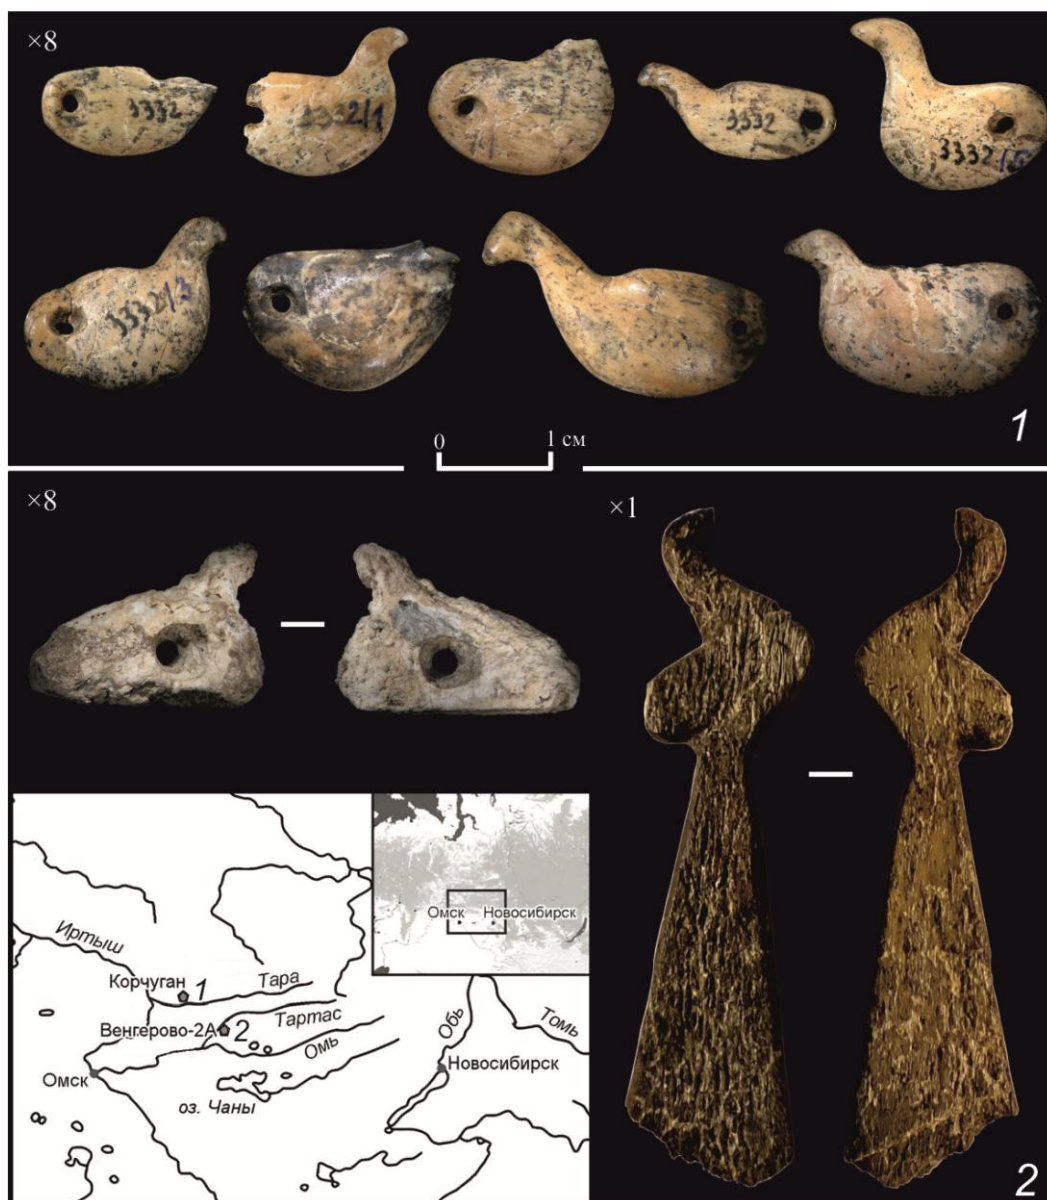 ×8
3332
3332/1
3332
3332/5
3332/3
1
0
1 см
×8
×1
Омск
Новосибирск
Иртыш
Корчуган
1
Тара
Тартас
Венгерово-2А
2
Омь
Обь
Томь
Омск
Новосибирск
оз. Чаны
2